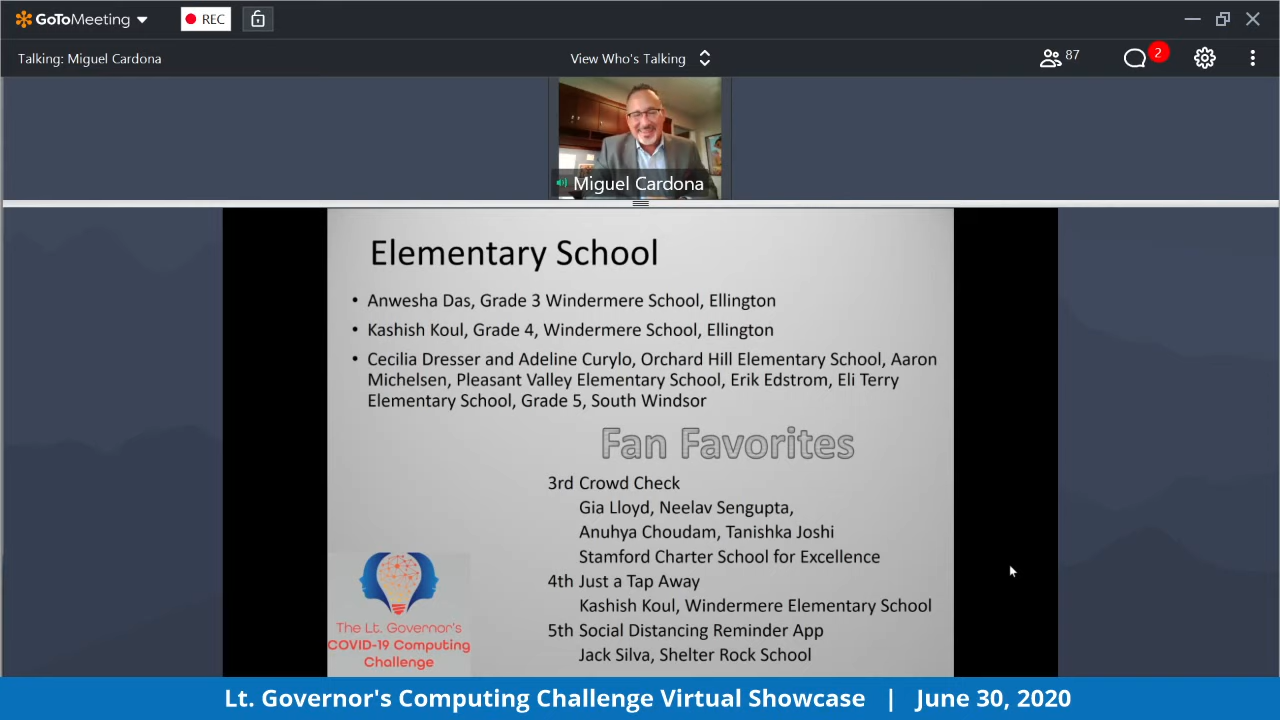 GoToMeeting
REC
Talking: Miguel Cardona
View Who's Talking
87
2
Miguel Cardona
Elementary School
• Anwesha Das, Grade 3 Windermere School, Ellington
• Kashish Koul, Grade 4, Windermere School, Ellington
• Cecilia Dresser and Adeline Curylo, Orchard Hill Elementary School, Aaron
Michelsen, Pleasant Valley Elementary School, Erik Edstrom, Eli Terry
Elementary School, Grade 5, South Windsor
Fan Favorites
3rd Crowd Check
Gia Lloyd, Neelav Sengupta,
Anuhya Choudam, Tanishka Joshi
Stamford Charter School for Excellence
4th Just a Tap Away
Kashish Koul, Windermere Elementary School
5th Social Distancing Reminder App
Jack Silva, Shelter Rock School
The Lt. Governor's
COVID-19 Computing
Challenge
Lt. Governor's Computing Challenge Virtual Showcase | June 30, 2020